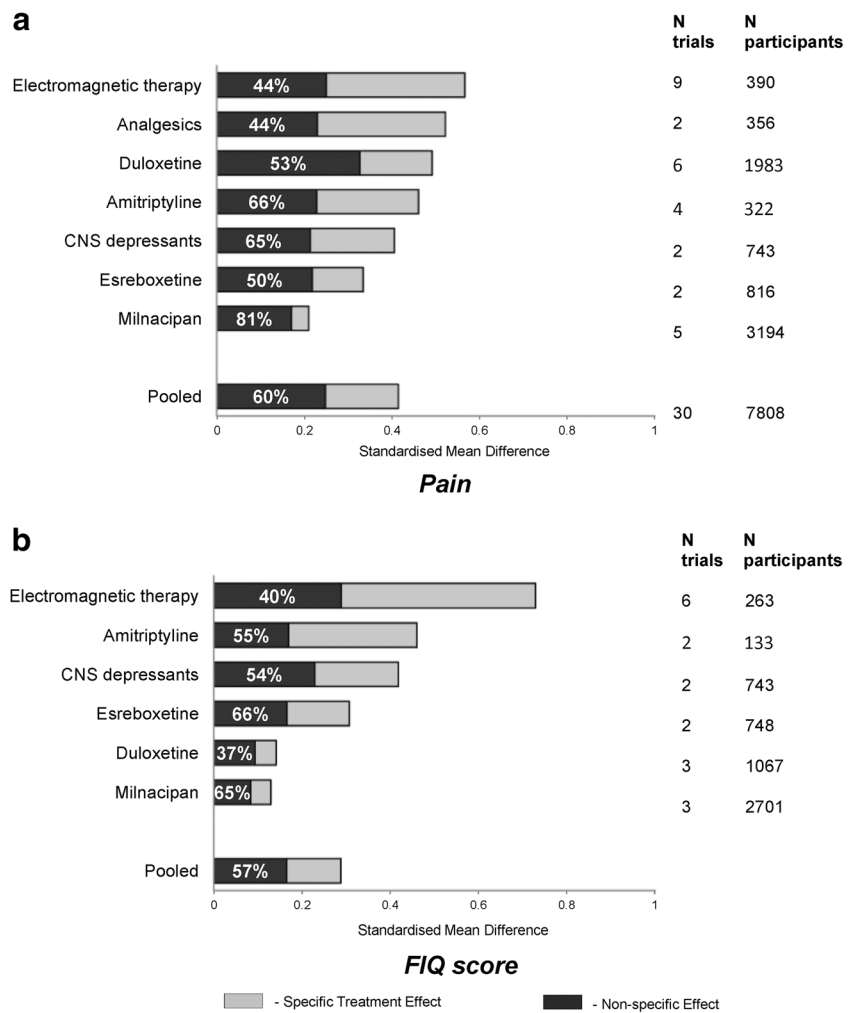 a
N N
trials participants
Electromagnetic therapy 44% 9 390
Analgesics 44% 2 356
Duloxetine 53% 6 1983
Amitriptyline 66% 4 322
CNS depressants 65% 2 743
Esreboxetine 50% 2 816
Milnacipan 81% 5 3194
Pooled 60% 30 7808
0 0.2 0.4 0.6 0.8 1
Standardised Mean Difference
Pain
b
N N
trials participants
Electromagnetic therapy 40% 6 263
Amitriptyline 55% 2 133
CNS depressants 54% 2 743
Esreboxetine 66% 2 748
Duloxetine 37% 3 1067
Milnacipan 65% 3 2701
Pooled 57%
0 0.2 0.4 0.6 0.8 1
Standardised Mean Difference
FIQ score
- Specific Treatment Effect - Non-specific Effect